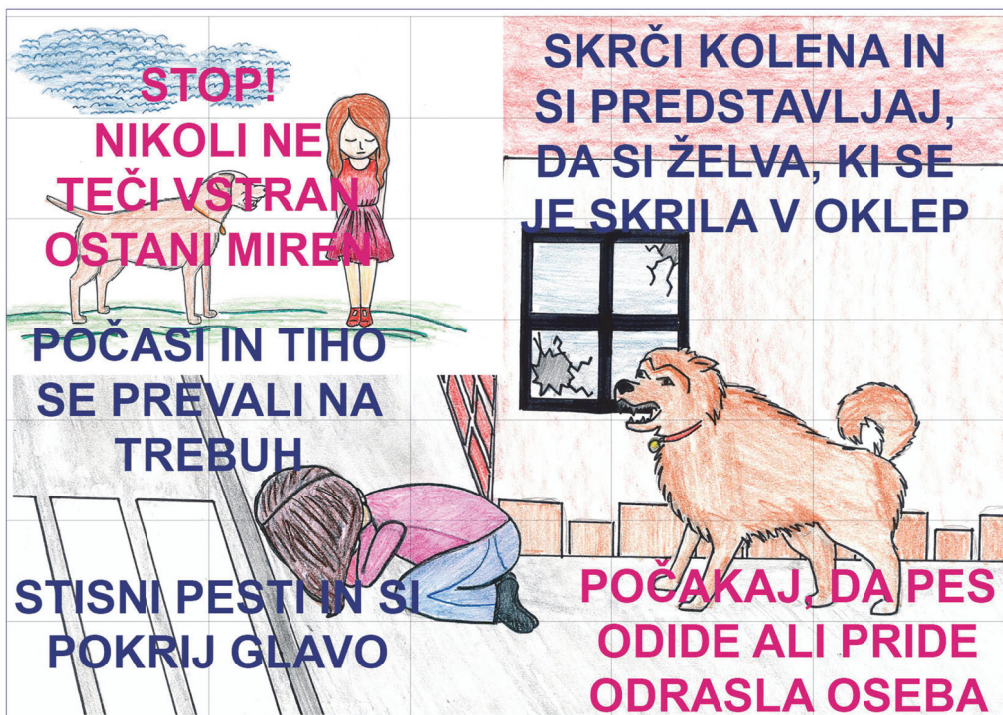 STOP!
NIKOLI NE
TEČI VSTRAN
OSTANI MIREN
POČASI IN TIHO
SE PREVALI NA
TREBUH
STISNI PESTI IN SI
POKRIJ GLAVO
SKRČI KOLENA IN
SI PREDSTAVLJAJ,
DA SI ŽELVA, KI SE
JE SKRILA V OKLEP
POČAKAJ, DA PES
ODIDE ALI PRIDE
ODRASLA OSEBA